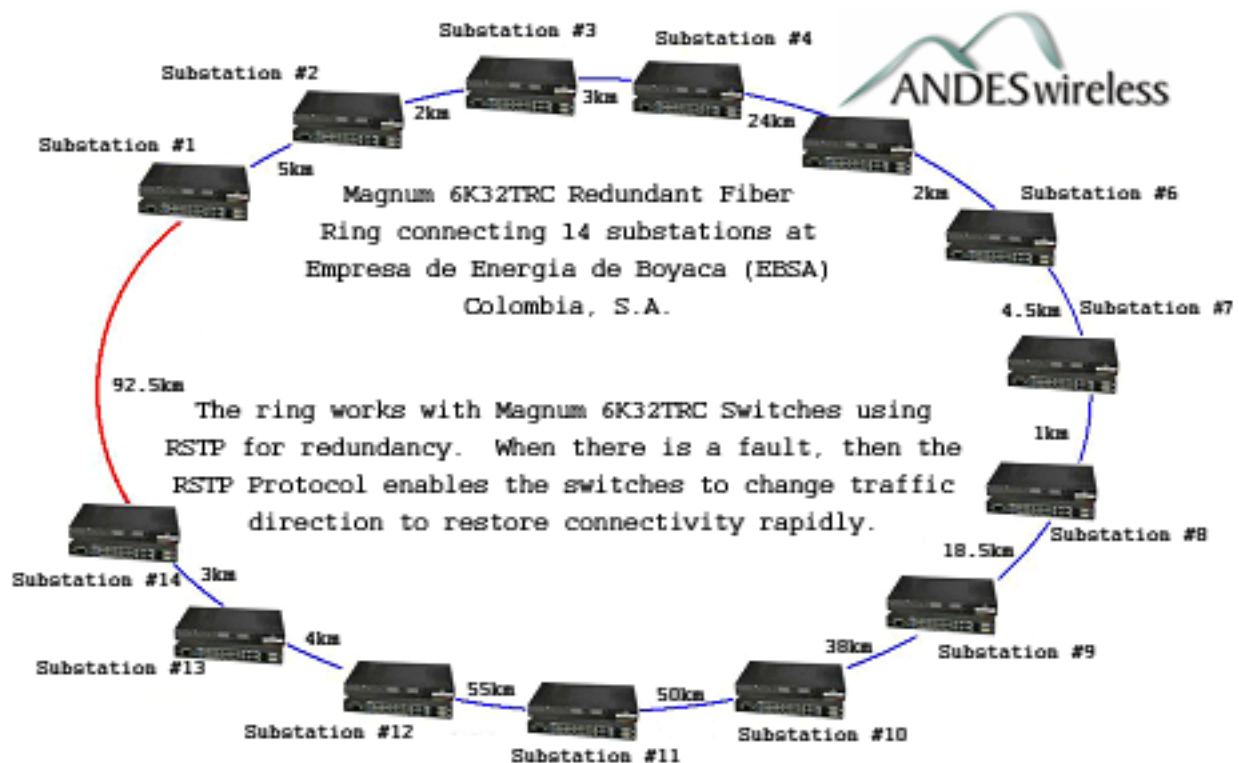 Substation #3
Substation #4
ANDESwireless
Substation #2
3km
2km
24km
Substation #1
5km
2km
Substation #6
Magnum 6K32TRC Redundant Fiber
Ring connecting 14 substations at
Empresa de Energia de Boyaca (EBSA)
Colombia, S.A.
4.5km
Substation #7
92.5km
The ring works with Magnum 6K32TRC Switches using
RSTP for redundancy. When there is a fault, then the
RSTP Protocol enables the switches to change traffic
direction to restore connectivity rapidly.
1km
Substation #8
18.5km
Substation #14
3km
Substation #13
4km
38km
Substation #9
55km
50km
Substation #12
Substation #10
Substation #11